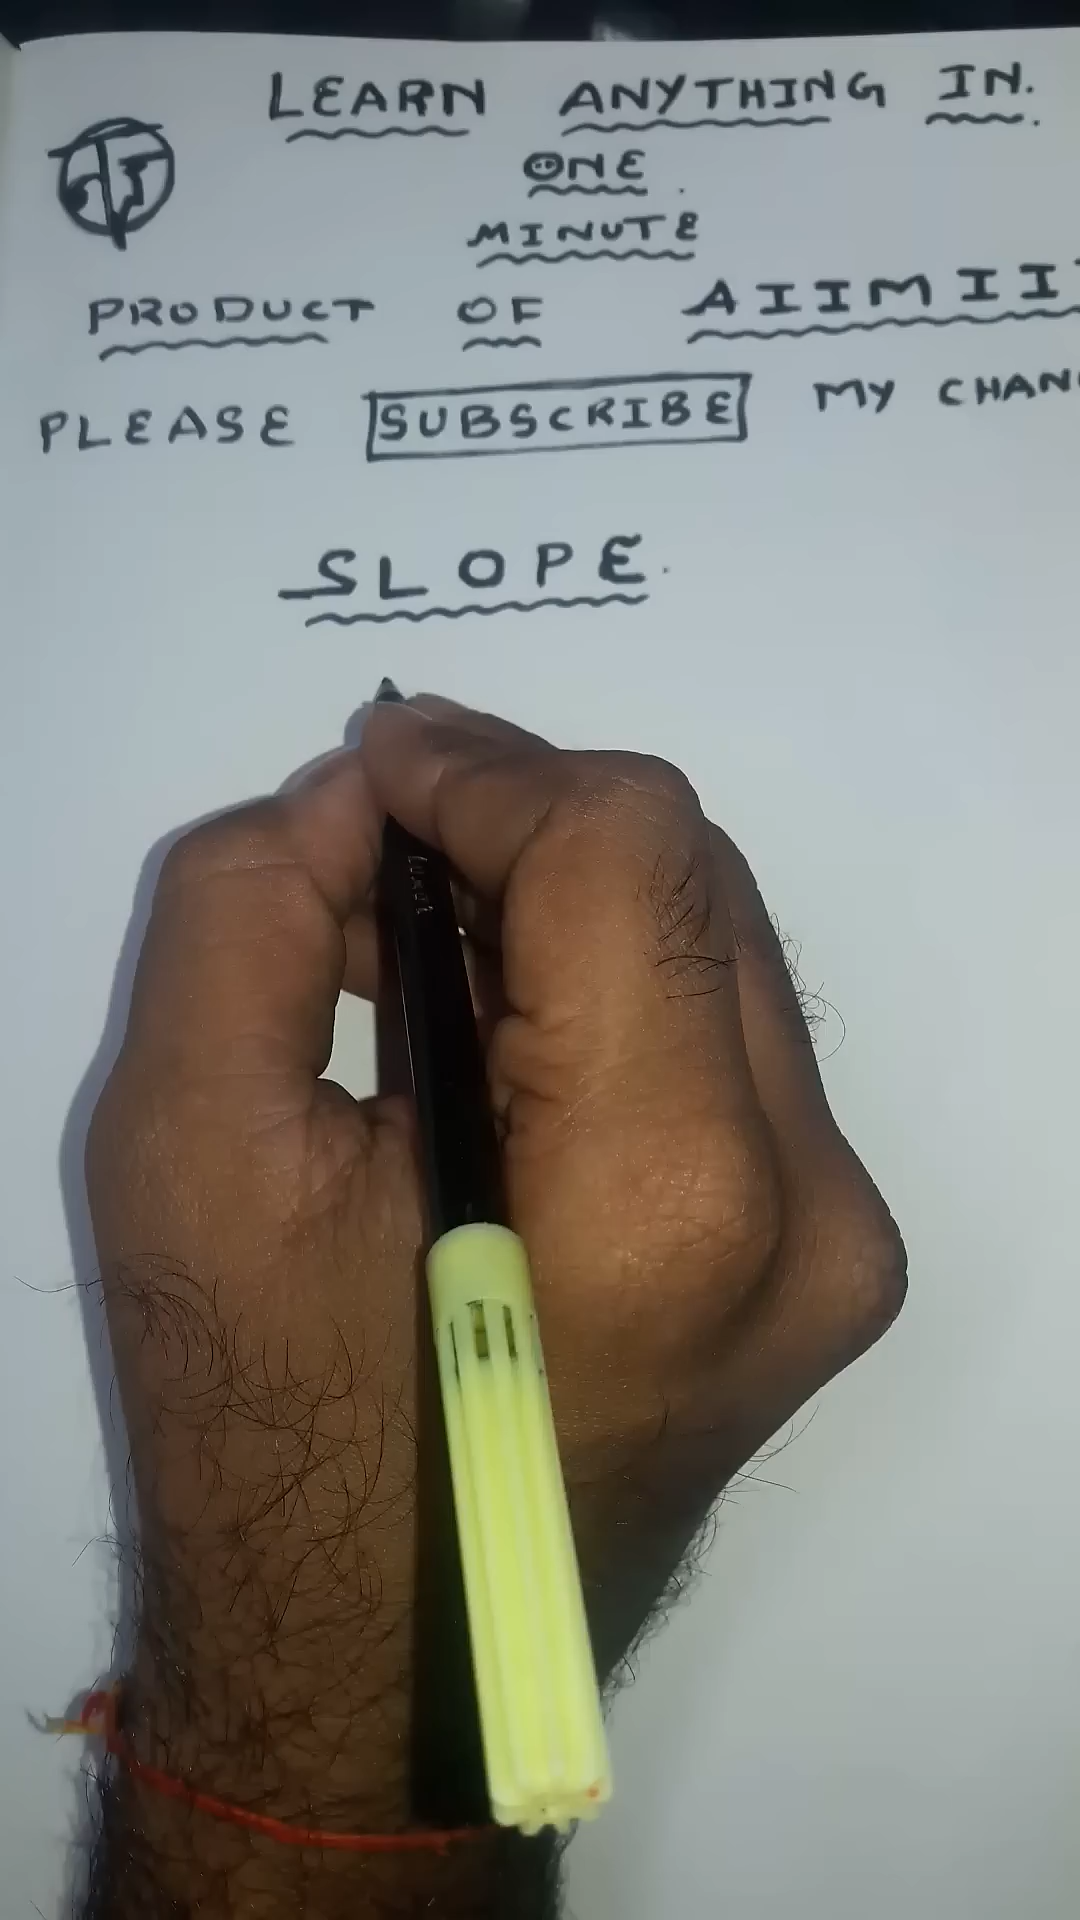 LEARN ANYTHING IN.
ONE.
MINUTE
PRODUCT OF
PLEASE SUBSCRIBE MY
SLOPE.